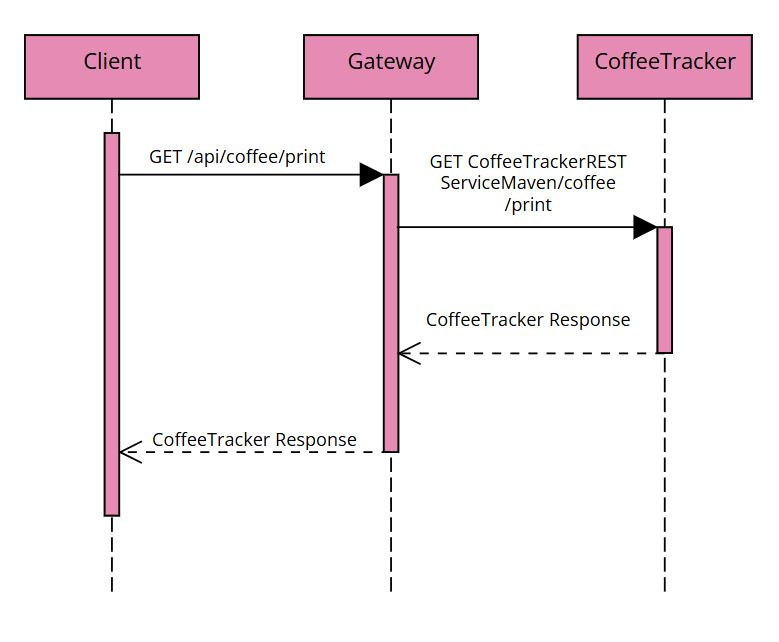 Client
Gateway
CoffeeTracker
GET /api/coffee/print
GET CoffeeTrackerREST
ServiceMaven/coffee
/print
CoffeeTracker Response
CoffeeTracker Response